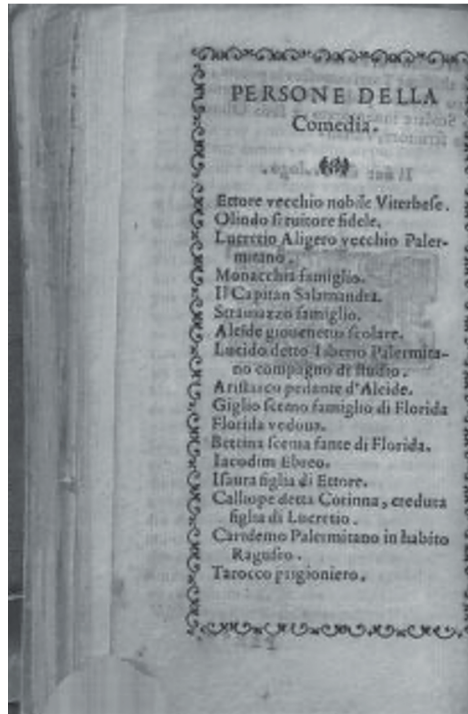 PERSONE DELLA
Comedia.
Ettore vecchio nobile Viterbese.
Olindo seruitore fidele.
Lucretio Aligero vecchio Paler-
mitano.
Monacchia famiglio.
Il Capitan Salamandra.
Stramazzo famiglio.
Alcide giouenetto scolare.
Lucido detto Liberio Palermita-
no compagno di studio.
Aristarco pedante d'Alcide.
Giglio scemo famiglio di Florida
Florida vedoua.
Bettina scema fante di Florida.
Iacodim Ebreo.
Isaura figlia di Ettore.
Calliope detta Corinna, creduta
figlia di Lucretio.
Caridemo Palermitano in habito
Raguseo.
Tarocco prigioniero.